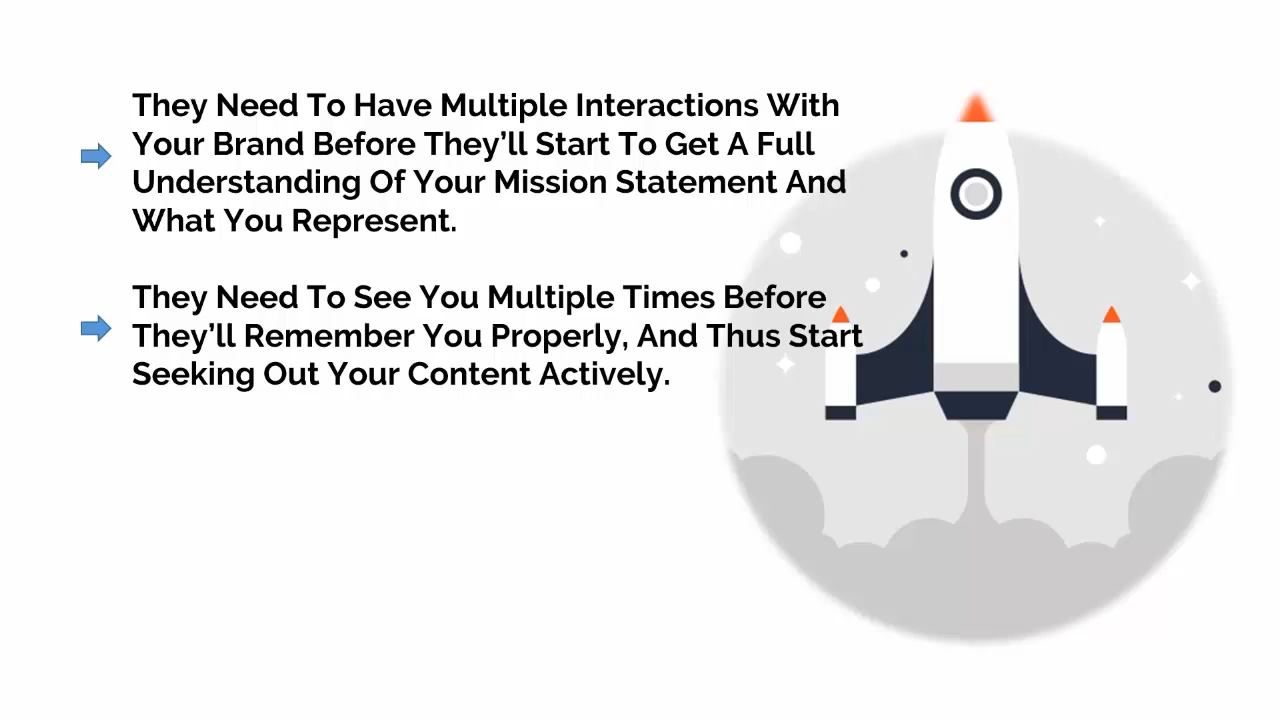 They Need To Have Multiple Interactions With
Your Brand Before They’ll Start To Get A Full
Understanding Of Your Mission Statement And
What You Represent.
They Need To See You Multiple Times Before
They’ll Remember You Properly, And Thus Start
Seeking Out Your Content Actively.